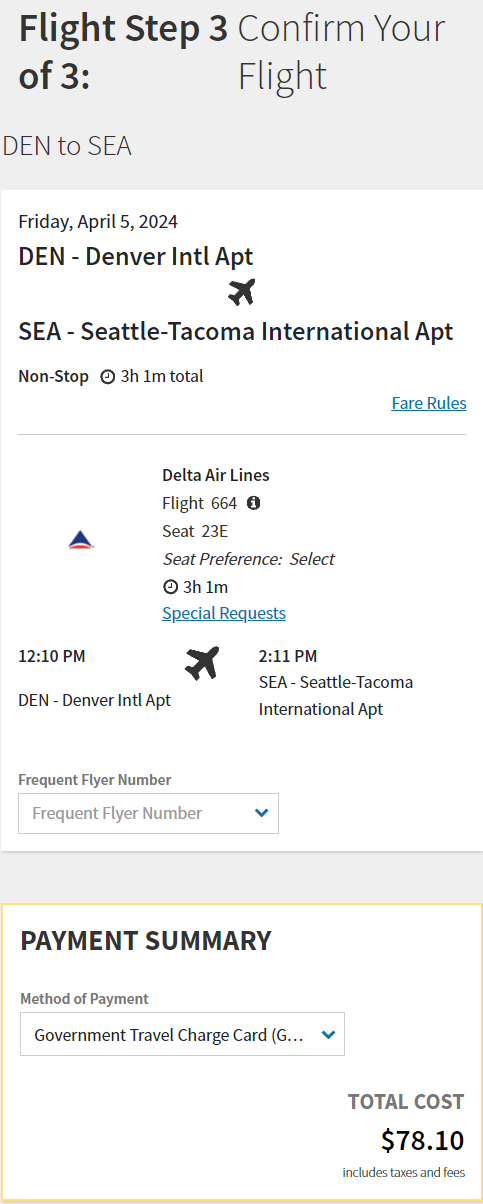 Flight Step 3 of 3:
Confirm Your Flight
DEN to SEA
Friday, April 5, 2024
DEN - Denver Intl Apt
SEA - Seattle-Tacoma International Apt
Non-Stop 3h 1m total
Fare Rules
Delta Air Lines
Flight 664
Seat 23E
Seat Preference: Select
3h 1m
Special Requests
12:10 PM
DEN - Denver Intl Apt
2:11 PM
SEA - Seattle-Tacoma
International Apt
Frequent Flyer Number
Frequent Flyer Number
PAYMENT SUMMARY
Method of Payment
Government Travel Charge Card (G...
TOTAL COST
$78.10
includes taxes and fees